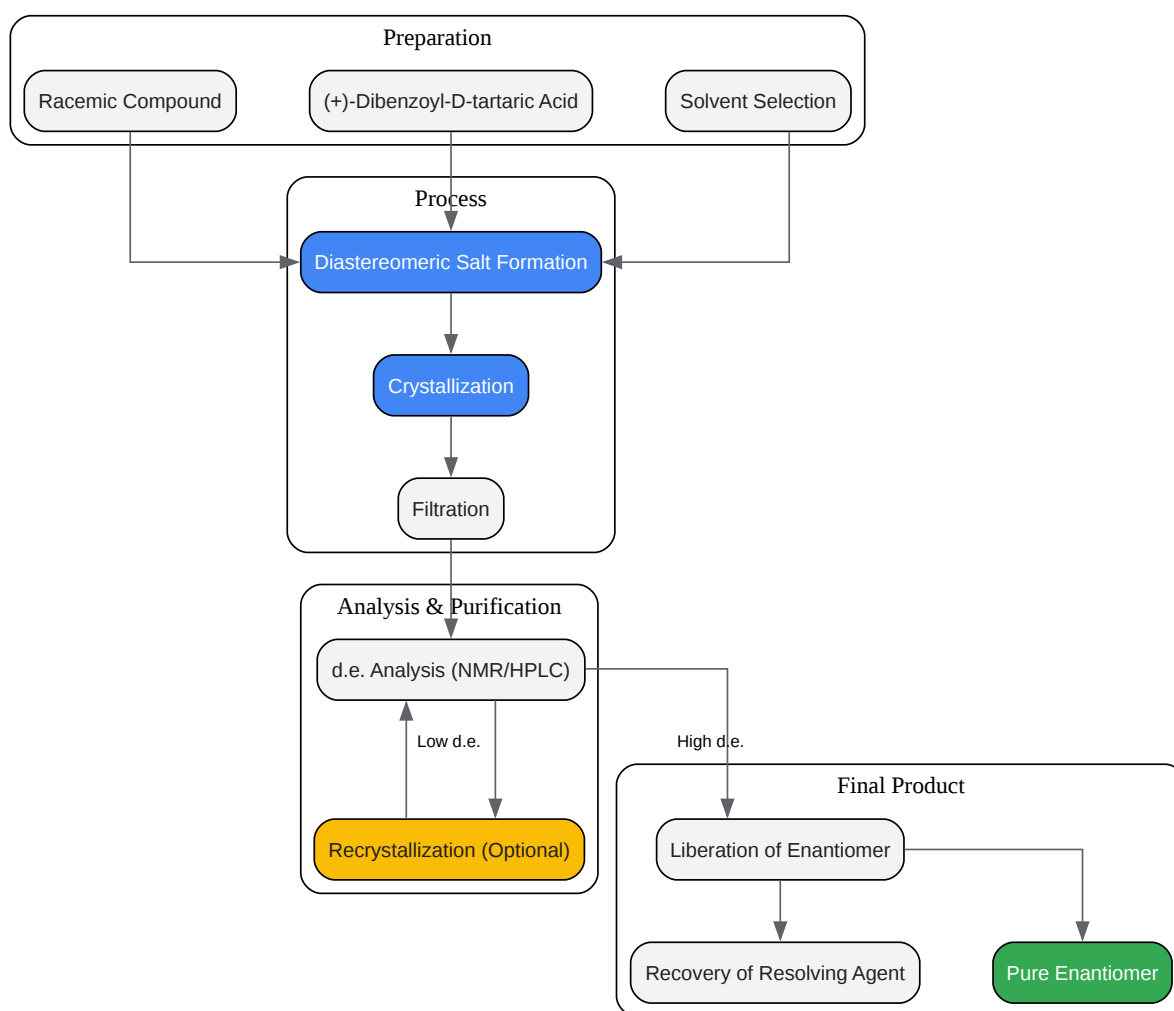 Preparation
Racemic Compound
(+)-Dibenzoyl-D-tartaric Acid
Solvent Selection
Process
Diastereomeric Salt Formation
Crystallization
Filtration
Analysis & Purification
d.e. Analysis (NMR/HPLC)
Low d.e.
High d.e.
Recrystallization (Optional)
Final Product
Liberation of Enantiomer
Recovery of Resolving Agent
Pure Enantiomer